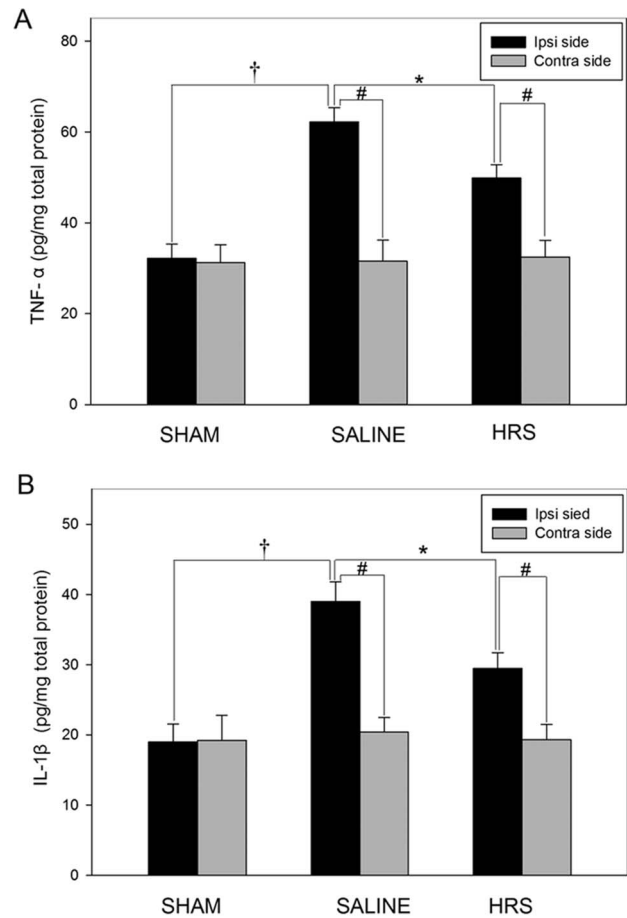 A
80
60
40
20
0
TNF- α (pg/mg total protein)
Ipsi side
Contra side
†
*
#
#
SHAM SALINE HRS
B
50
40
30
20
10
0
IL-1β (pg/mg total protein)
Ipsi sied
Contra side
†
*
#
#
SHAM SALINE HRS